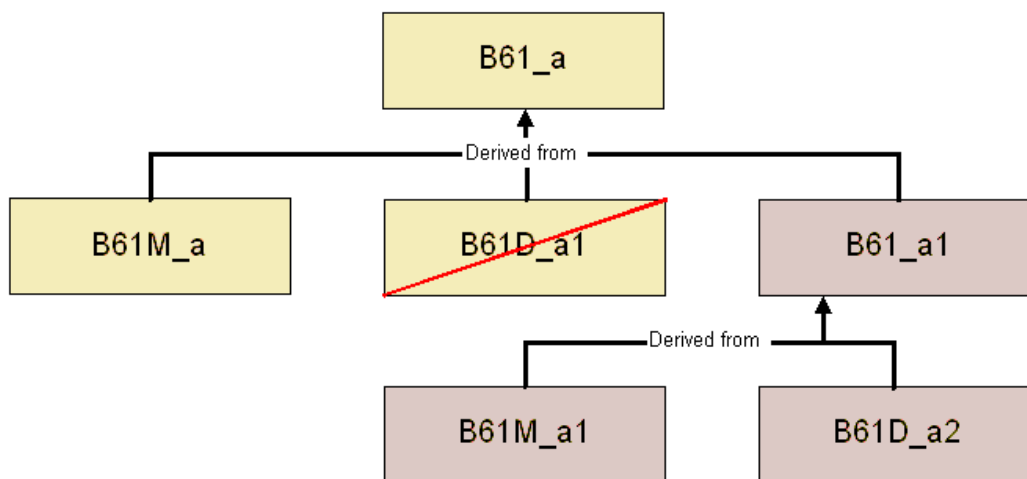 B61_a
Derived from
B61M_a
B61D_a1
B61_a1
Derived from
B61M_a1
B61D_a2